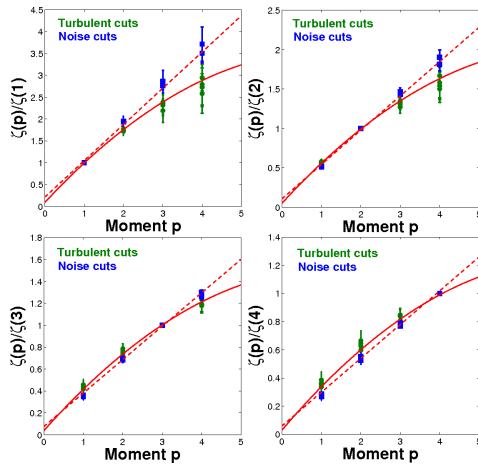 4.5
4
3.5
3
2.5
2
1.5
1
0.5
0
0 1 2 3 4 5
Turbulent cuts
Noise cuts
ζ(p)/ζ(1)
Moment p
2.5
2
1.5
1
0.5
0
0 1 2 3 4 5
Turbulent cuts
Noise cuts
ζ(p)/ζ(2)
Moment p
1.8
1.6
1.4
1.2
1
0.8
0.6
0.4
0.2
0
0 1 2 3 4 5
Turbulent cuts
Noise cuts
ζ(p)/ζ(3)
Moment p
1.4
1.2
1
0.8
0.6
0.4
0.2
0
0 1 2 3 4 5
Turbulent cuts
Noise cuts
ζ(p)/ζ(4)
Moment p